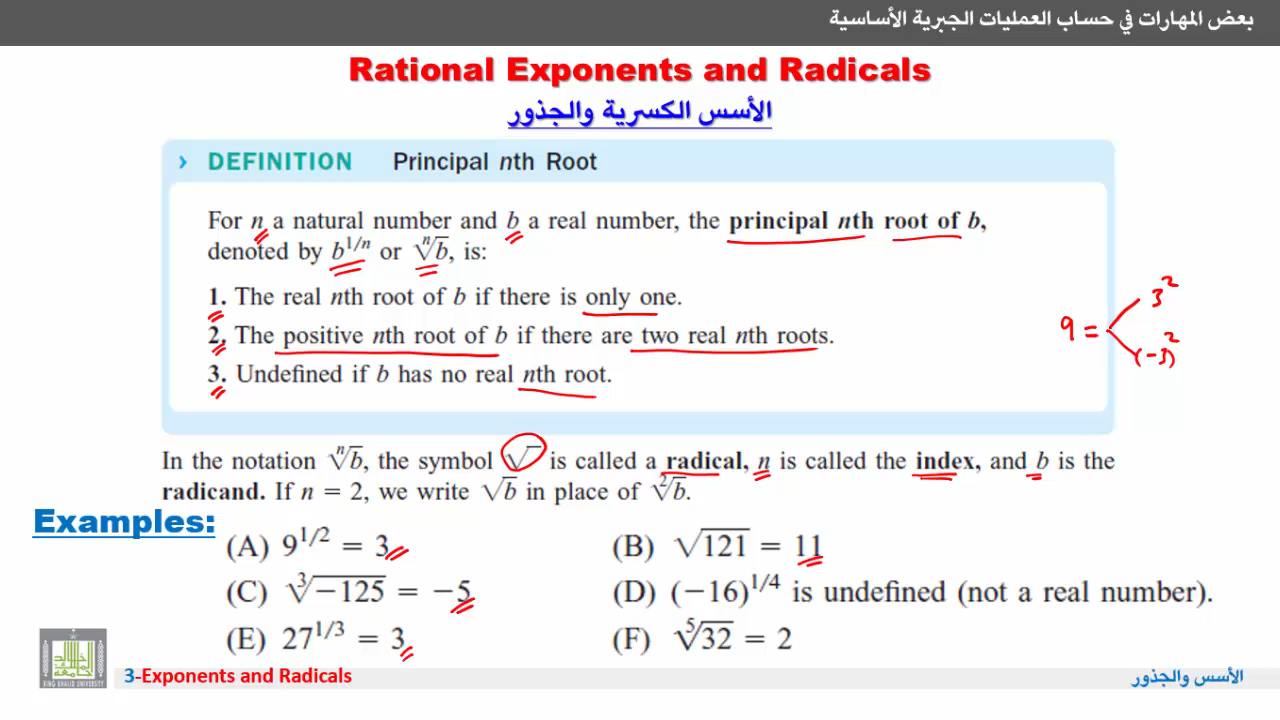 بعض المهارات في حساب العمليات الجبرية الأساسية
Rational Exponents and Radicals
الأسس الكسرية والجذور
› DEFINITION Principal nth Root
For n a natural number and b a real number, the principal nth root of b,
denoted by b^{1/n} or ⁿ√b, is:
1. The real nth root of b if there is only one.
2. The positive nth root of b if there are two real nth roots.
3. Undefined if b has no real nth root.
9 = 3²
(-3)²
In the notation ⁿ√b, the symbol √ is called a radical, n is called the index, and b is the
radicand. If n = 2, we write √b in place of ²√b.
Examples:
(A) 9^{1/2} = 3 (B) √121 = 11
(C) ³√-125 = -5 (D) (-16)^{1/4} is undefined (not a real number).
(E) 27^{1/3} = 3 (F) ⁵√32 = 2
KING KHALID UNIVERSITY
3-Exponents and Radicals الأسس والجذور